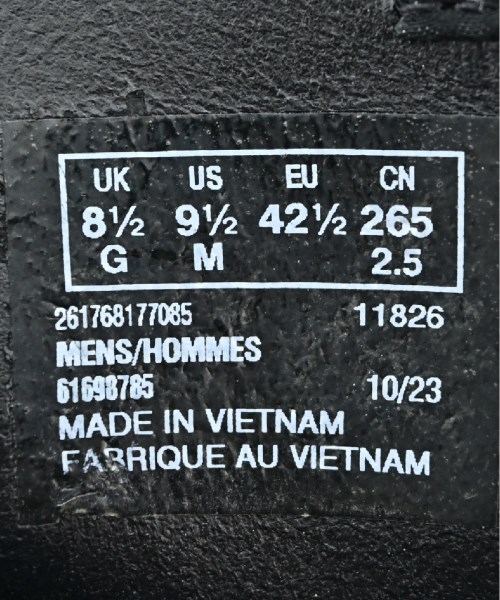 UK US EU CN
8½ 9½ 42½ 265
G M 2.5
261768177085 11826
MENS/HOMMES
61698785 10/23
MADE IN VIETNAM
FABRIQUE AU VIETNAM